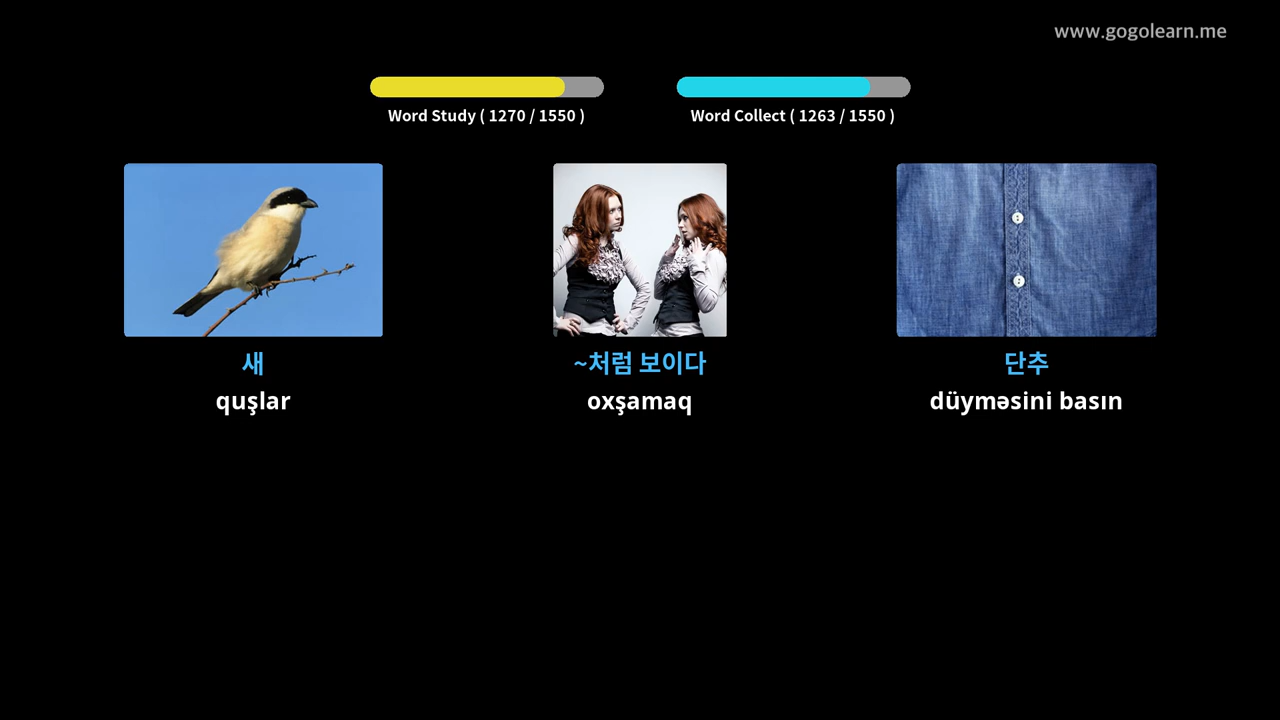 www.gogolearn.me
Word Study ( 1270 / 1550 )
Word Collect ( 1263 / 1550 )
새
~처럼 보이다
단추
quşlar
oxşamaq
düyməsini basın